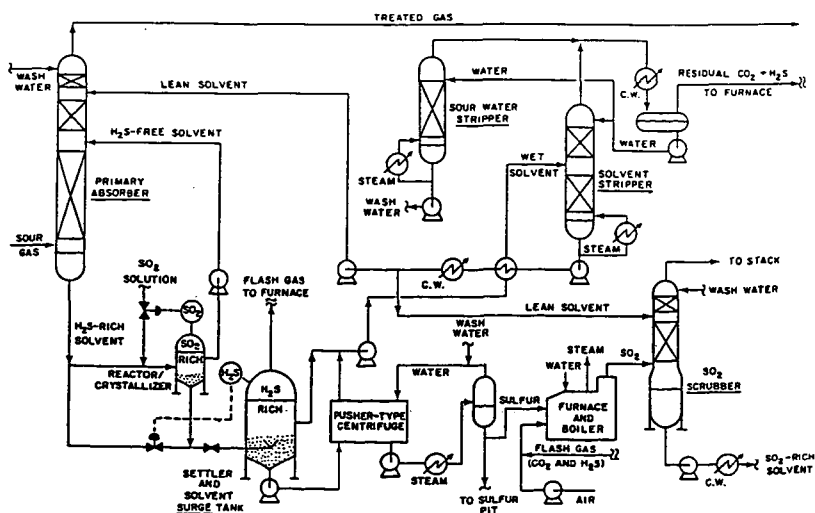 TREATED GAS
WASH
WATER
LEAN SOLVENT
H2S-FREE SOLVENT
PRIMARY
ABSORBER
SOUR
GAS
WATER
SOUR WATER
STRIPPER
STEAM
WASH
WATER
C.W.
RESIDUAL CO2 + H2S
TO FURNACE
WATER
WET
SOLVENT
SOLVENT
STRIPPER
STEAM
SO2
SOLUTION
FLASH GAS
TO FURNACE
C.W.
LEAN SOLVENT
TO STACK
WASH WATER
H2S-RICH
SOLVENT
SO2
SO2
RICH
REACTOR/
CRYSTALLIZER
H2S
H2S
RICH
WASH
WATER
WATER
PUSHER-TYPE
CENTRIFUGE
STEAM
SULFUR
WATER
STEAM
SO2
FURNACE
AND
BOILER
SO2
SCRUBBER
FLASH GAS
(CO2 AND H2S)
SETTLER
AND
SOLVENT
SURGE TANK
TO SULFUR
PIT
AIR
C.W.
SO2-RICH
SOLVENT